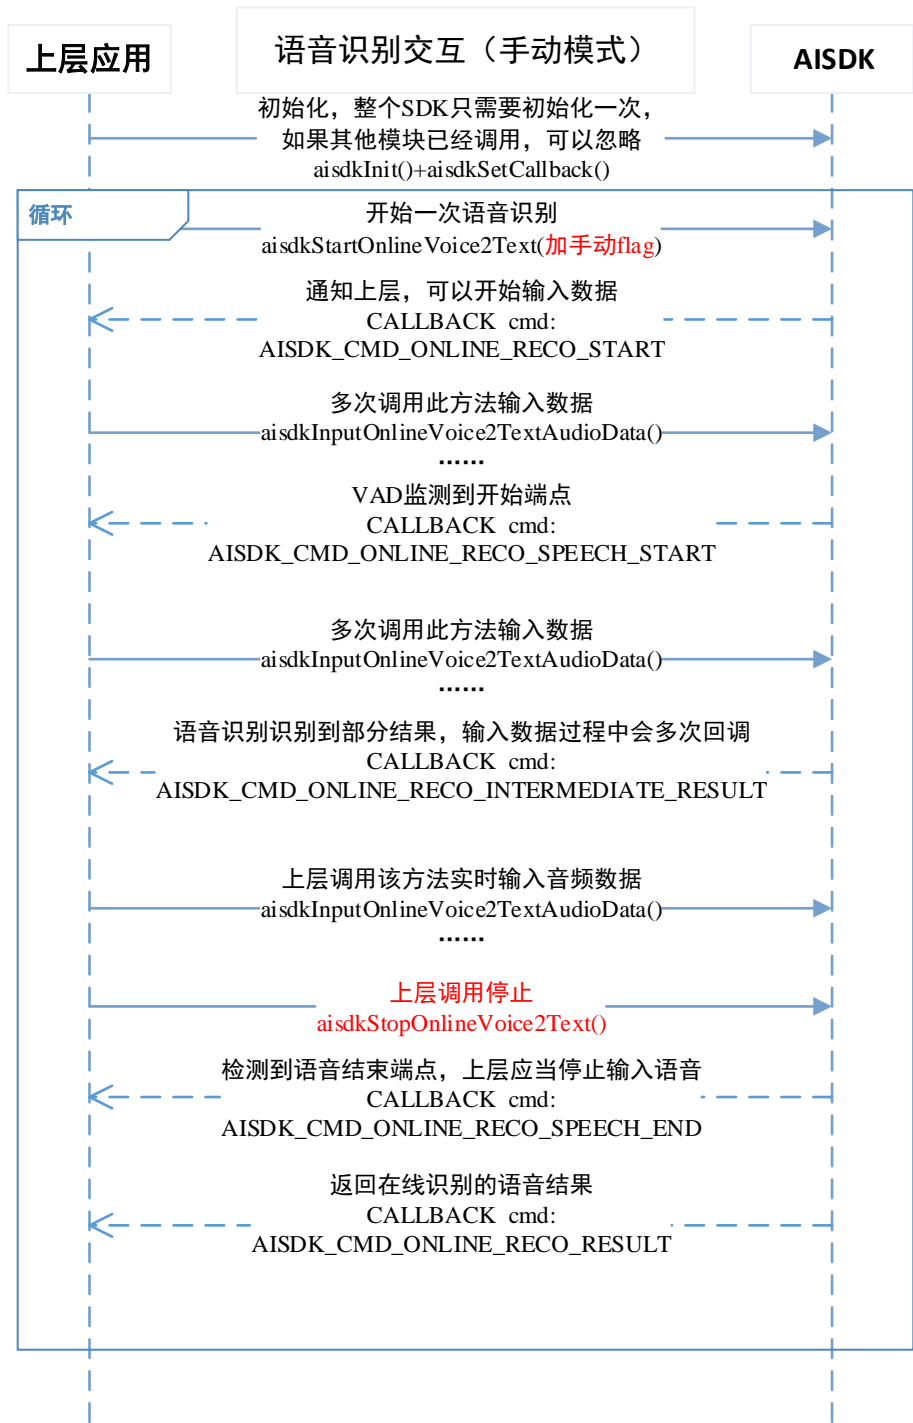 上层应用
语音识别交互（手动模式）
AISDK
初始化，整个SDK只需要初始化一次，
如果其他模块已经调用，可以忽略
aisdkInit()+aisdkSetCallback()
循环
开始一次语音识别
aisdkStartOnlineVoice2Text(加手动flag)
通知上层，可以开始输入数据
CALLBACK cmd:
AISDK_CMD_ONLINE_RECO_START
多次调用此方法输入数据
aisdkInputOnlineVoice2TextAudioData()
……
VAD监测到开始端点
CALLBACK cmd:
AISDK_CMD_ONLINE_RECO_SPEECH_START
多次调用此方法输入数据
aisdkInputOnlineVoice2TextAudioData()
……
语音识别识别到部分结果，输入数据过程中会多次回调
CALLBACK cmd:
AISDK_CMD_ONLINE_RECO_INTERMEDIATE_RESULT
上层调用该方法实时输入音频数据
aisdkInputOnlineVoice2TextAudioData()
……
上层调用停止
aisdkStopOnlineVoice2Text()
检测到语音结束端点，上层应当停止输入语音
CALLBACK cmd:
AISDK_CMD_ONLINE_RECO_SPEECH_END
返回在线识别的语音结果
CALLBACK cmd:
AISDK_CMD_ONLINE_RECO_RESULT